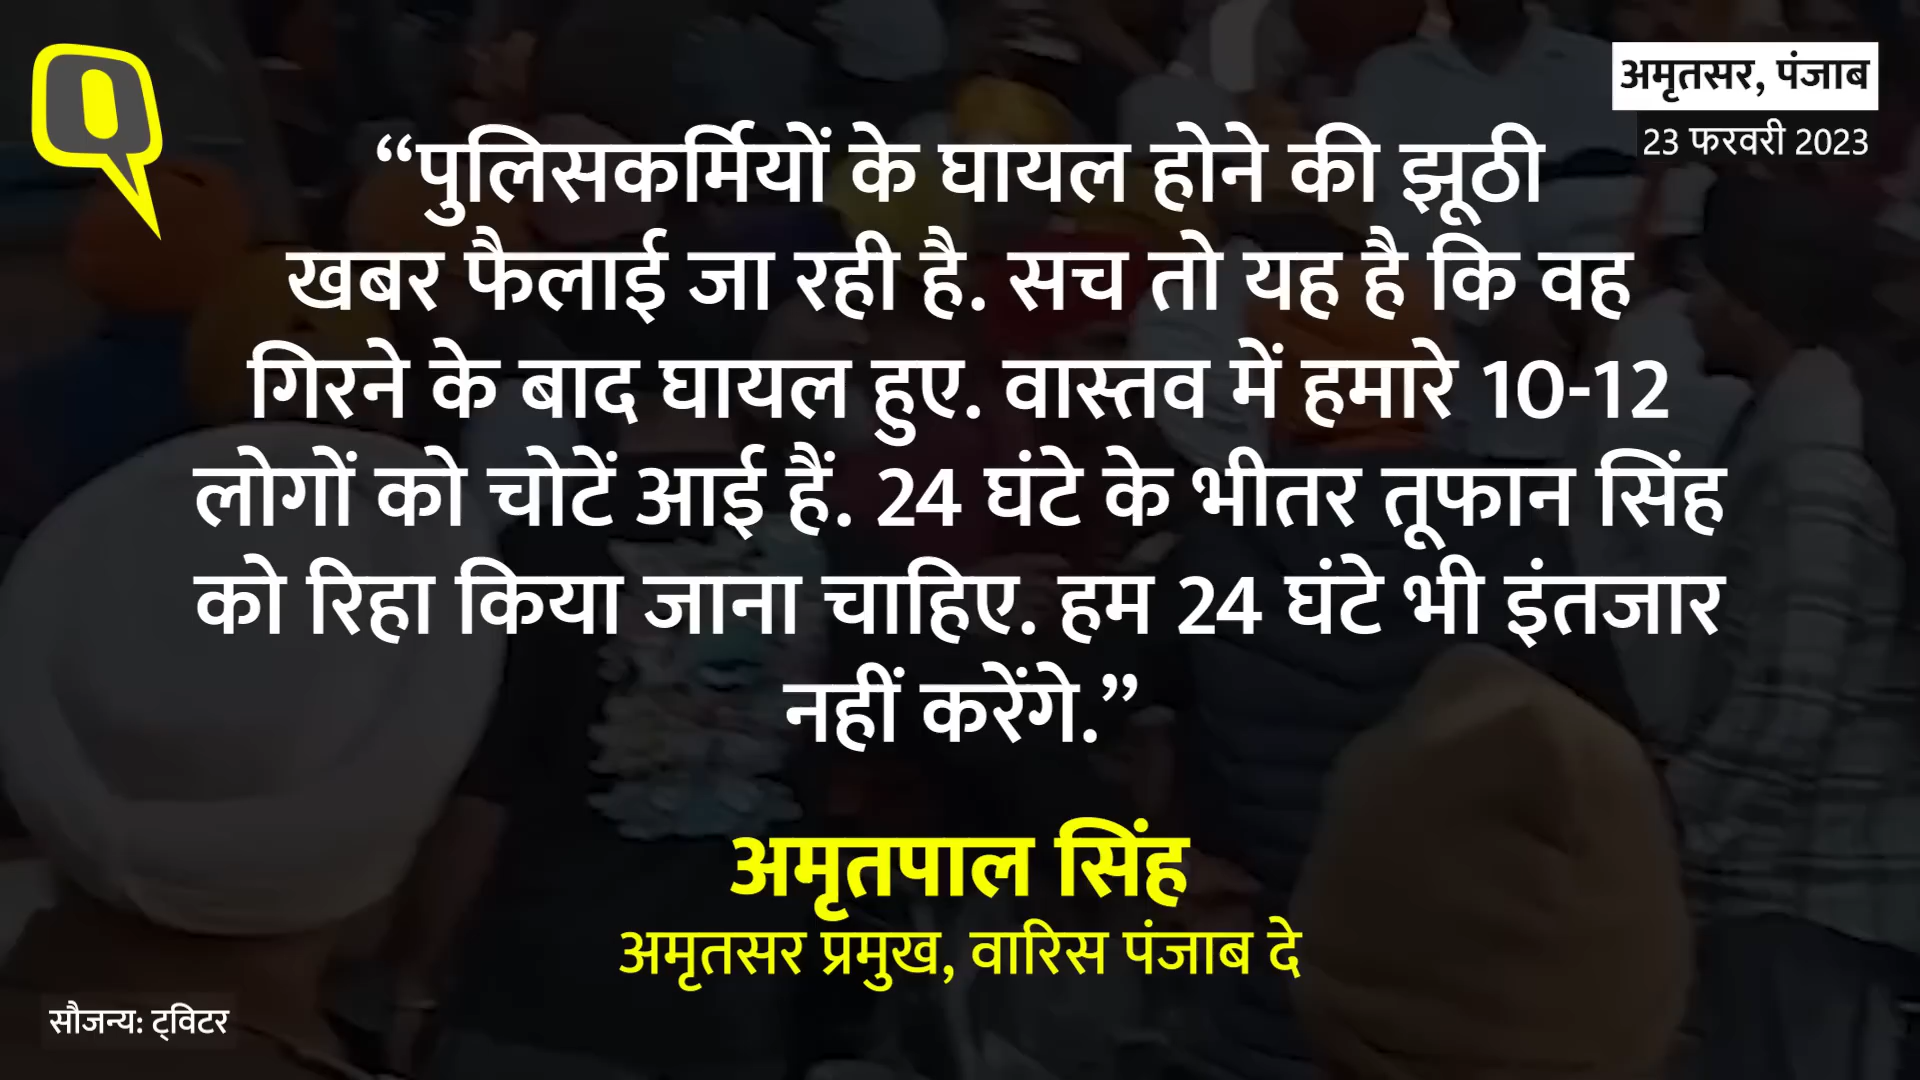 अमृतसर, पंजाब
23 फरवरी 2023
“पुलिसकर्मियों के घायल होने की झूठी
खबर फैलाई जा रही है. सच तो यह है कि वह
गिरने के बाद घायल हुए. वास्तव में हमारे 10-12
लोगों को चोटें आई हैं. 24 घंटे के भीतर तूफान सिंह
को रिहा किया जाना चाहिए. हम 24 घंटे भी इंतजार
नहीं करेंगे.”
अमृतपाल सिंह
अमृतसर प्रमुख, वारिस पंजाब दे
सौजन्य: ट्विटर